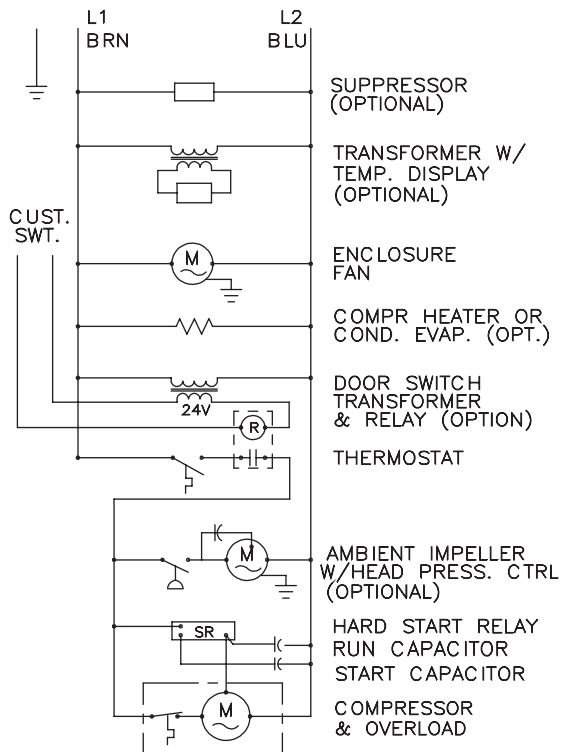 L1
BRN
L2
BLU
SUPPRESSOR
(OPTIONAL)
TRANSFORMER W/
TEMP. DISPLAY
(OPTIONAL)
CUST.
SWT.
M
ENCLOSURE
FAN
COMPR HEATER OR
COND. EVAP. (OPT.)
DOOR SWITCH
TRANSFORMER
& RELAY (OPTION)
24V
R
THERMOSTAT
M
AMBIENT IMPELLER
W/HEAD PRESS. CTRL
(OPTIONAL)
SR
HARD START RELAY
RUN CAPACITOR
START CAPACITOR
M
COMPRESSOR
& OVERLOAD